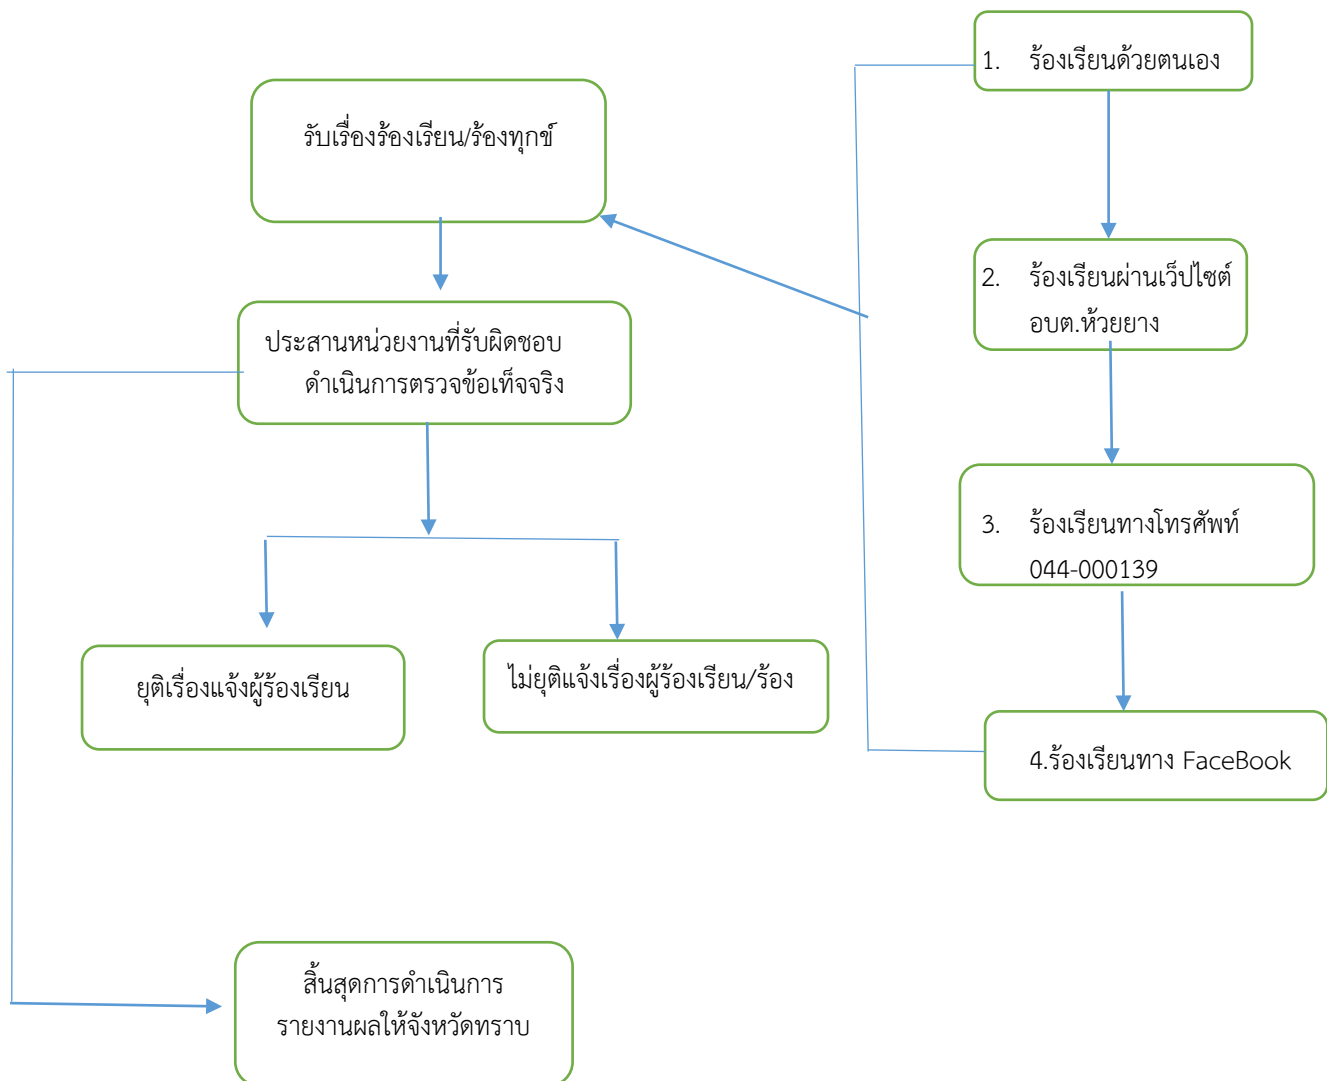 1. ร้องเรียนด้วยตนเอง
รับเรื่องร้องเรียน/ร้องทุกข์
2. ร้องเรียนผ่านเว็ปไซต์
อบต.ห้วยยาง
ประสานหน่วยงานที่รับผิดชอบ
ดำเนินการตรวจข้อเท็จจริง
3. ร้องเรียนทางโทรศัพท์
044-000139
ยุติเรื่องแจ้งผู้ร้องเรียน
ไม่ยุติแจ้งเรื่องผู้ร้องเรียน/ร้อง
4.ร้องเรียนทาง FaceBook
สิ้นสุดการดำเนินการ
รายงานผลให้จังหวัดทราบ